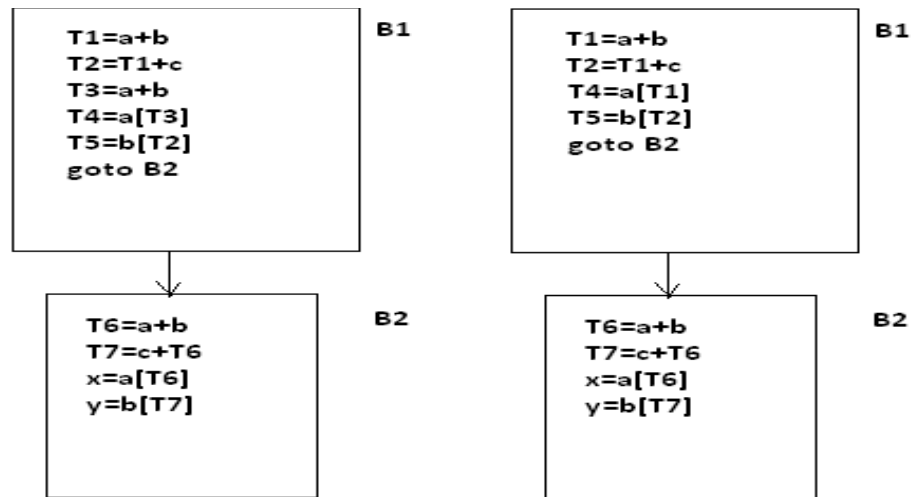 B1
T1=a+b
T2=T1+c
T3=a+b
T4=a[T3]
T5=b[T2]
goto B2
B2
T6=a+b
T7=c+T6
x=a[T6]
y=b[T7]
B1
T1=a+b
T2=T1+c
T4=a[T1]
T5=b[T2]
goto B2
B2
T6=a+b
T7=c+T6
x=a[T6]
y=b[T7]